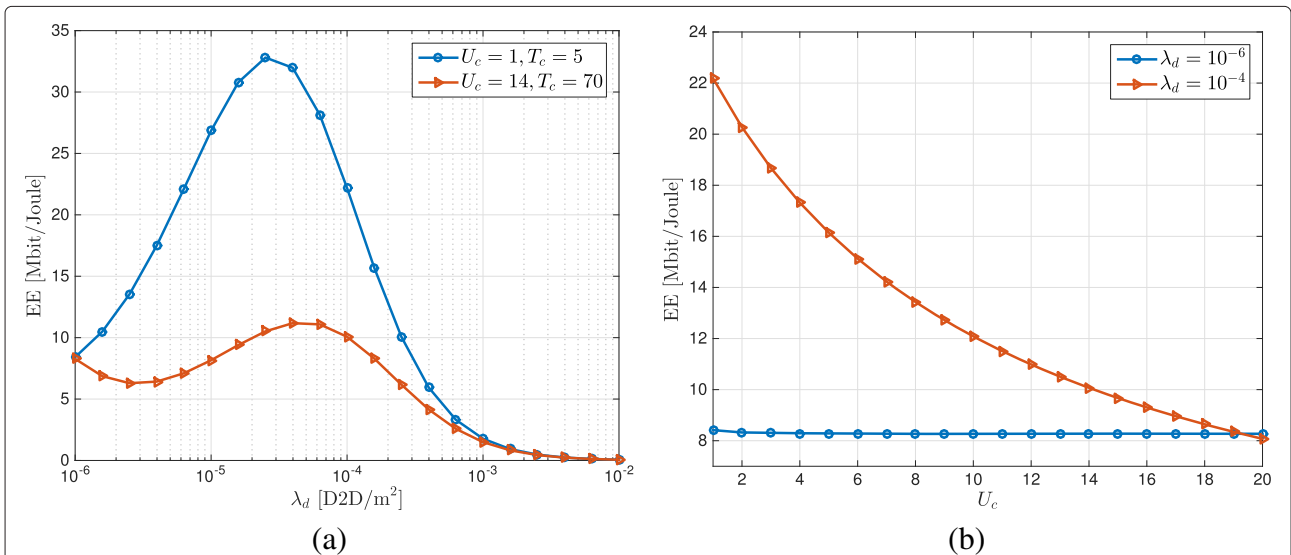 35
30
25
20
15
10
5
0
EE [Mbit/Joule]
10⁻⁶ 10⁻⁵ 10⁻⁴ 10⁻³ 10⁻²
λ_d [D2D/m²]
U_c = 1, T_c = 5
U_c = 14, T_c = 70
(a)
24
22
20
18
16
14
12
10
8
EE [Mbit/Joule]
2 4 6 8 10 12 14 16 18 20
U_c
λ_d = 10⁻⁶
λ_d = 10⁻⁴
(b)